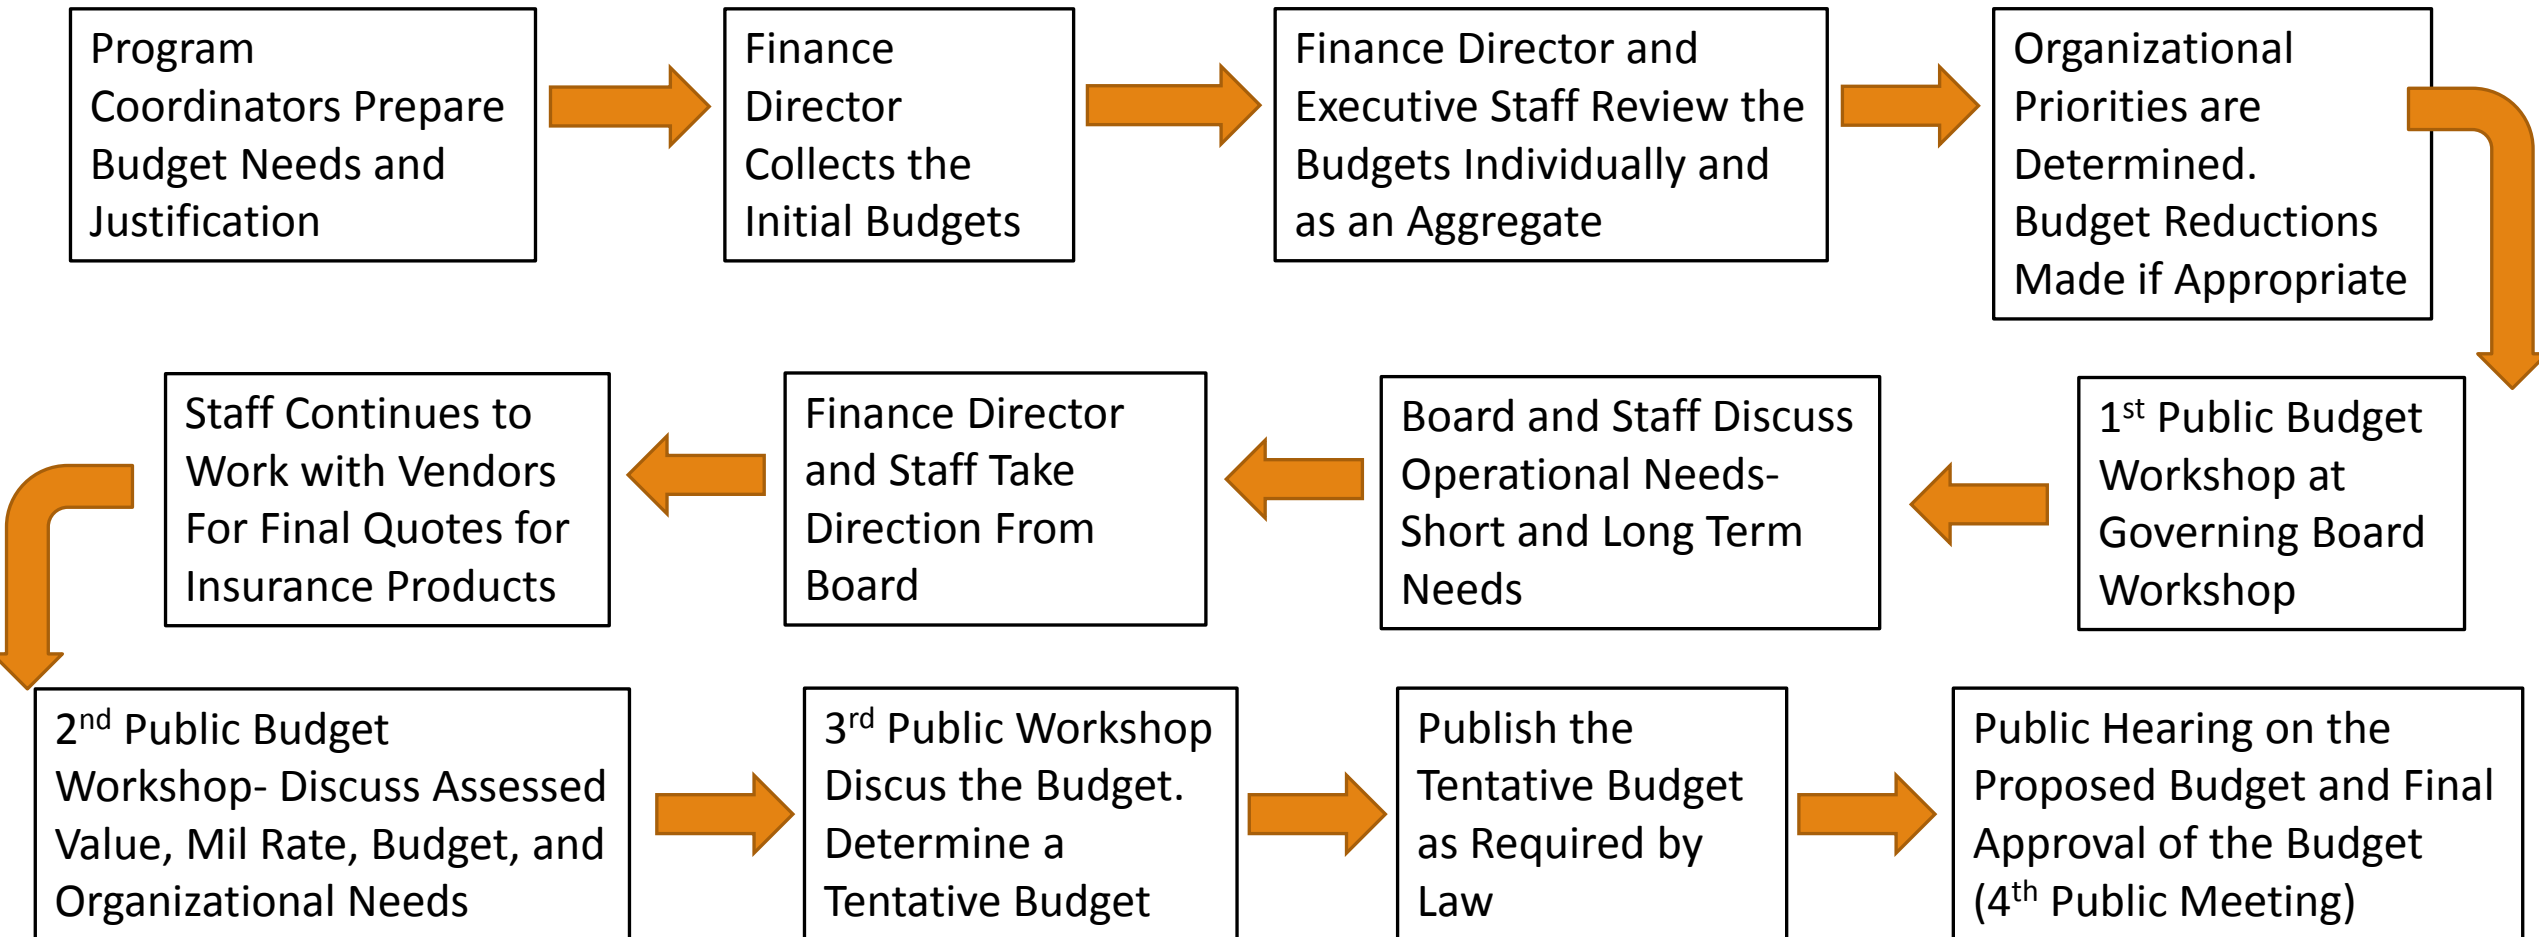 Program
Coordinators Prepare
Budget Needs and
Justification
Finance
Director
Collects the
Initial Budgets
Finance Director and
Executive Staff Review the
Budgets Individually and
as an Aggregate
Organizational
Priorities are
Determined.
Budget Reductions
Made if Appropriate
1st Public Budget
Workshop at
Governing Board
Workshop
Board and Staff Discuss
Operational Needs-
Short and Long Term
Needs
Finance Director
and Staff Take
Direction From
Board
Staff Continues to
Work with Vendors
For Final Quotes for
Insurance Products
2nd Public Budget
Workshop- Discuss Assessed
Value, Mil Rate, Budget, and
Organizational Needs
3rd Public Workshop
Discus the Budget.
Determine a
Tentative Budget
Publish the
Tentative Budget
as Required by
Law
Public Hearing on the
Proposed Budget and Final
Approval of the Budget
(4th Public Meeting)